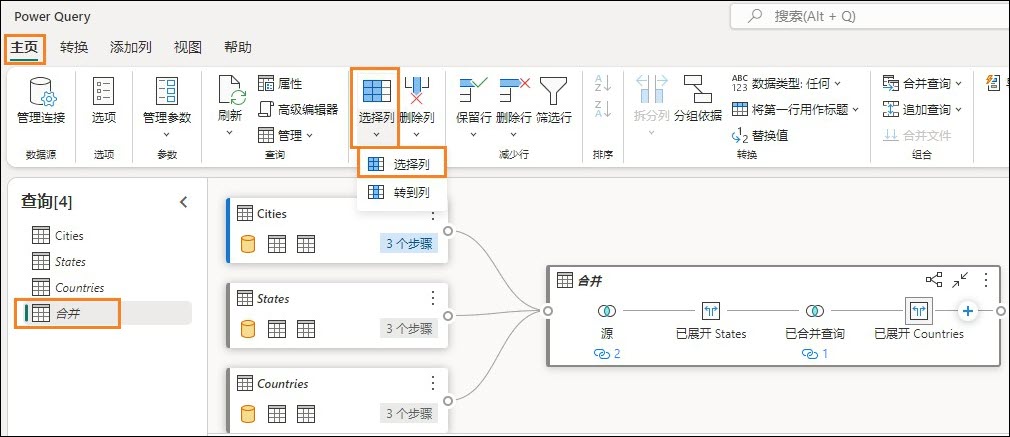 Power Query
搜索(Alt + Q)
主页 转换 添加列 视图 帮助
管理连接
数据源
选项
选项
管理参数
参数
刷新
属性
高级编辑器
管理
查询
选择列
删除列
选择列
转到列
保留行
删除行
筛选行
减少行
排序
拆分列
分组依据
ABC
123
数据类型: 任何
将第一行用作标题
替换值
转换
合并查询
追加查询
合并文件
组合
查询[4]
Cities
States
Countries
合并
Cities
3 个步骤
States
3 个步骤
Countries
3 个步骤
合并
源
2
已展开 States
已合并查询
1
已展开 Countries